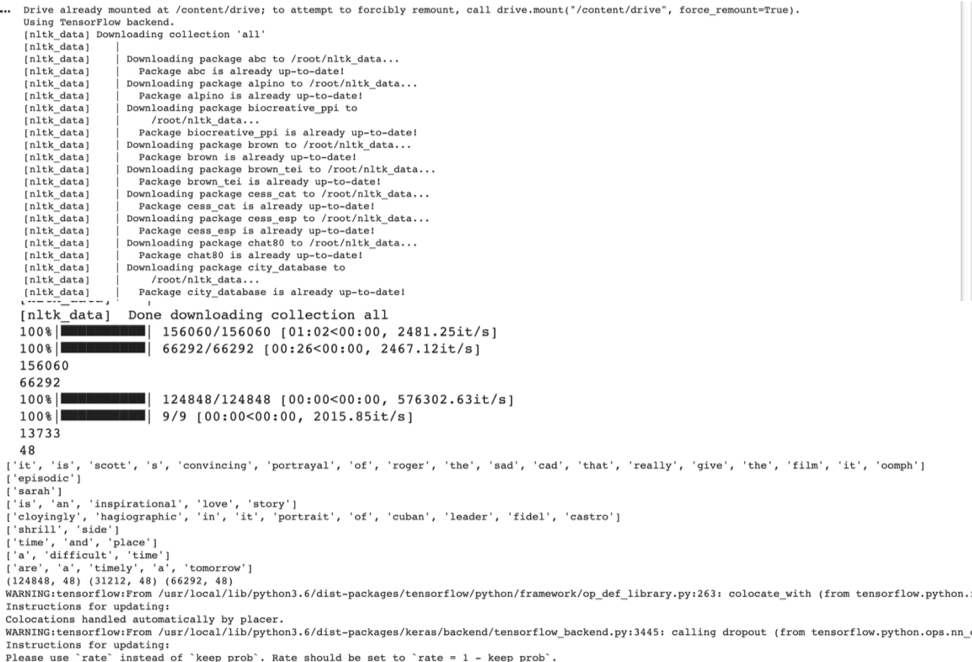 ... Drive already mounted at /content/drive; to attempt to forcibly remount, call drive.mount("/content/drive", force_remount=True).
Using TensorFlow backend.
[nltk_data] Downloading collection 'all'
[nltk_data]    |
[nltk_data]    | Downloading package abc to /root/nltk_data...
[nltk_data]    |   Package abc is already up-to-date!
[nltk_data]    | Downloading package alpino to /root/nltk_data...
[nltk_data]    |   Package alpino is already up-to-date!
[nltk_data]    | Downloading package biocreative_ppi to
[nltk_data]    |     /root/nltk_data...
[nltk_data]    |   Package biocreative_ppi is already up-to-date!
[nltk_data]    | Downloading package brown to /root/nltk_data...
[nltk_data]    |   Package brown is already up-to-date!
[nltk_data]    | Downloading package brown_tei to /root/nltk_data...
[nltk_data]    |   Package brown_tei is already up-to-date!
[nltk_data]    | Downloading package cess_cat to /root/nltk_data...
[nltk_data]    |   Package cess_cat is already up-to-date!
[nltk_data]    | Downloading package cess_esp to /root/nltk_data...
[nltk_data]    |   Package cess_esp is already up-to-date!
[nltk_data]    | Downloading package chat80 to /root/nltk_data...
[nltk_data]    |   Package chat80 is already up-to-date!
[nltk_data]    | Downloading package city_database to
[nltk_data]    |     /root/nltk_data...
[nltk_data]    |   Package city_database is already up-to-date!
[nltk_data]  Done downloading collection all
100%|██████████| 156060/156060 [01:02<00:00, 2481.25it/s]
100%|██████████| 66292/66292 [00:26<00:00, 2467.12it/s]
156060
66292
100%|██████████| 124848/124848 [00:00<00:00, 576302.63it/s]
100%|██████████| 9/9 [00:00<00:00, 2015.85it/s]
13733
48
['it', 'is', 'scott', 's', 'convincing', 'portrayal', 'of', 'roger', 'the', 'sad', 'cad', 'that', 'really', 'give', 'the', 'film', 'it', 'oomph']
['episodic']
['sarah']
['is', 'an', 'inspirational', 'love', 'story']
['cloyingly', 'hagiographic', 'in', 'it', 'portrait', 'of', 'cuban', 'leader', 'fidel', 'castro']
['shrill', 'side']
['time', 'and', 'place']
['a', 'difficult', 'time']
['are', 'a', 'timely', 'a', 'tomorrow']
(124848, 48) (31212, 48) (66292, 48)
WARNING:tensorflow:From /usr/local/lib/python3.6/dist-packages/tensorflow/python/framework/op_def_library.py:263: colocate_with (from tensorflow.python.
Instructions for updating:
Colocations handled automatically by placer.
WARNING:tensorflow:From /usr/local/lib/python3.6/dist-packages/keras/backend/tensorflow_backend.py:3445: calling dropout (from tensorflow.python.ops.nn_
Instructions for updating:
Please use `rate` instead of `keep_prob`. Rate should be set to `rate = 1 - keep_prob`.